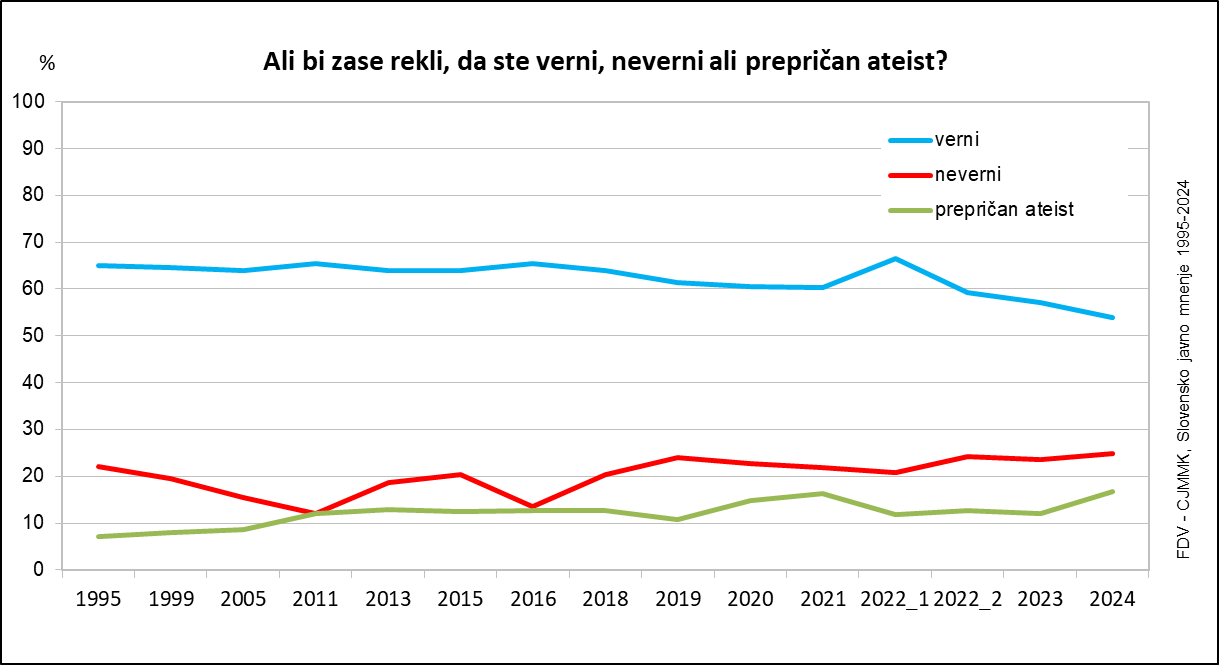 Ali bi zase rekli, da ste verni, neverni ali prepričan ateist?
%
100
90
80
70
60
50
40
30
20
10
0
verni
neverni
prepričan ateist
1995 1999 2005 2011 2013 2015 2016 2018 2019 2020 2021 2022_1 2022_2 2023 2024
FDV - CJMMK, Slovensko javno mnenje 1995-2024